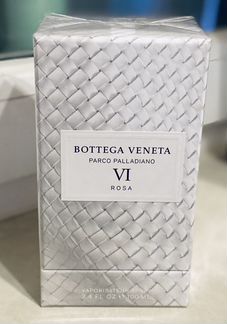 BOTTEGA VENETA
PARCO PALLADIANO
VI
ROSA
3.4 FL OZ 100 ML